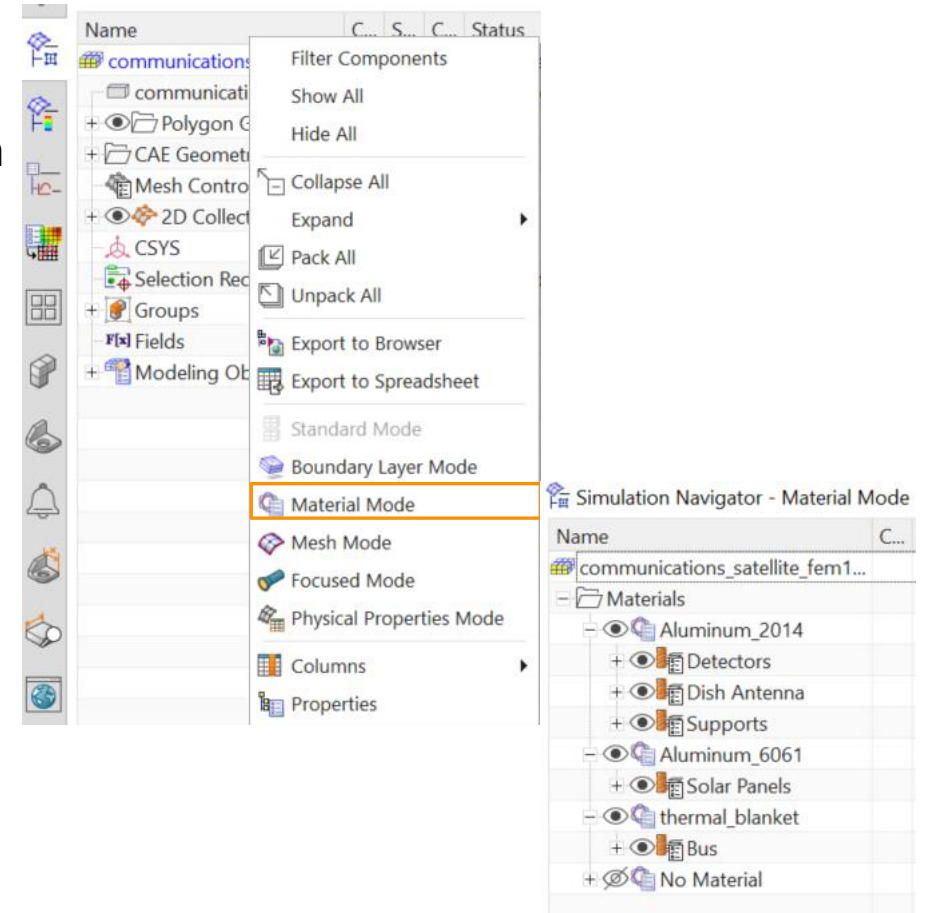 Name C... S... C... Status
communications
communicati
Polygon G
CAE Geometr
Mesh Contro
2D Collect
CSYS
Selection Rec
Groups
F[x] Fields
Modeling Ob
Filter Components
Show All
Hide All
Collapse All
Expand
Pack All
Unpack All
Export to Browser
Export to Spreadsheet
Standard Mode
Boundary Layer Mode
Material Mode
Mesh Mode
Focused Mode
Physical Properties Mode
Columns
Properties
Simulation Navigator - Material Mode
Name C...
communications_satellite_fem1...
Materials
Aluminum_2014
Detectors
Dish Antenna
Supports
Aluminum_6061
Solar Panels
thermal_blanket
Bus
No Material